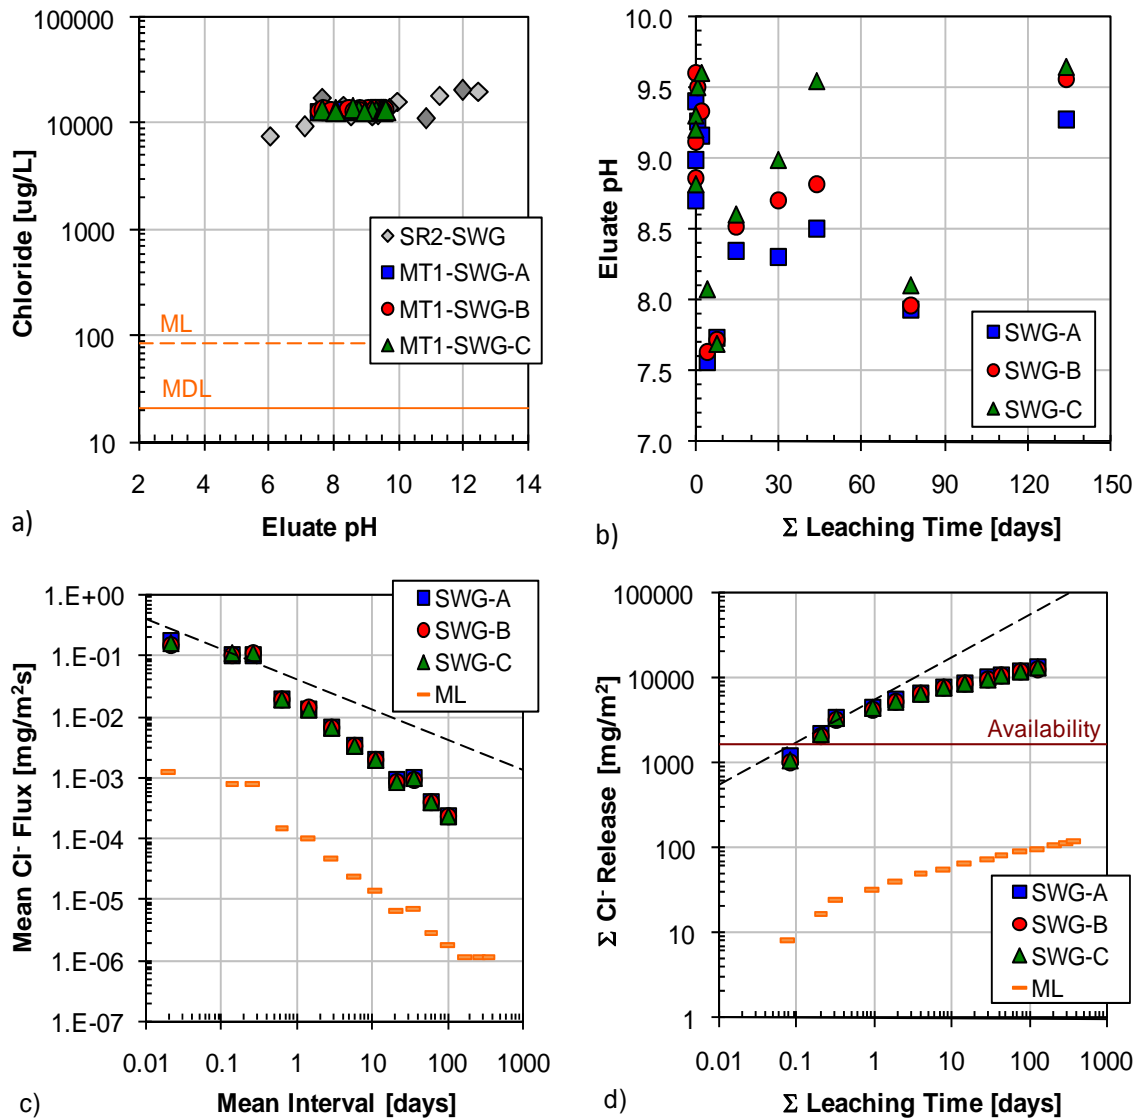 100000
10000
1000
100
10
Chloride [ug/L]
ML
MDL
SR2-SWG
MT1-SWG-A
MT1-SWG-B
MT1-SWG-C
2 4 6 8 10 12 14
Eluate pH
a)
10.0
9.5
9.0
8.5
8.0
7.5
7.0
Eluate pH
SWG-A
SWG-B
SWG-C
0 30 60 90 120 150
Σ Leaching Time [days]
b)
1.E+00
1.E-01
1.E-02
1.E-03
1.E-04
1.E-05
1.E-06
1.E-07
Mean Cl⁻ Flux [mg/m²s]
SWG-A
SWG-B
SWG-C
ML
0.01 0.1 1 10 100 1000
Mean Interval [days]
c)
100000
10000
1000
100
10
1
Σ Cl⁻ Release [mg/m²]
Availability
SWG-A
SWG-B
SWG-C
ML
0.01 0.1 1 10 100 1000
Σ Leaching Time [days]
d)